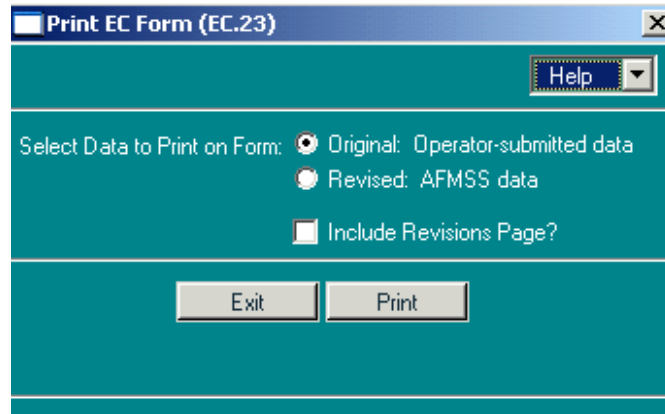 Print EC Form (EC.23)
Help
Select Data to Print on Form: Original: Operator-submitted data
Revised: AFMSS data
Include Revisions Page?
Exit Print